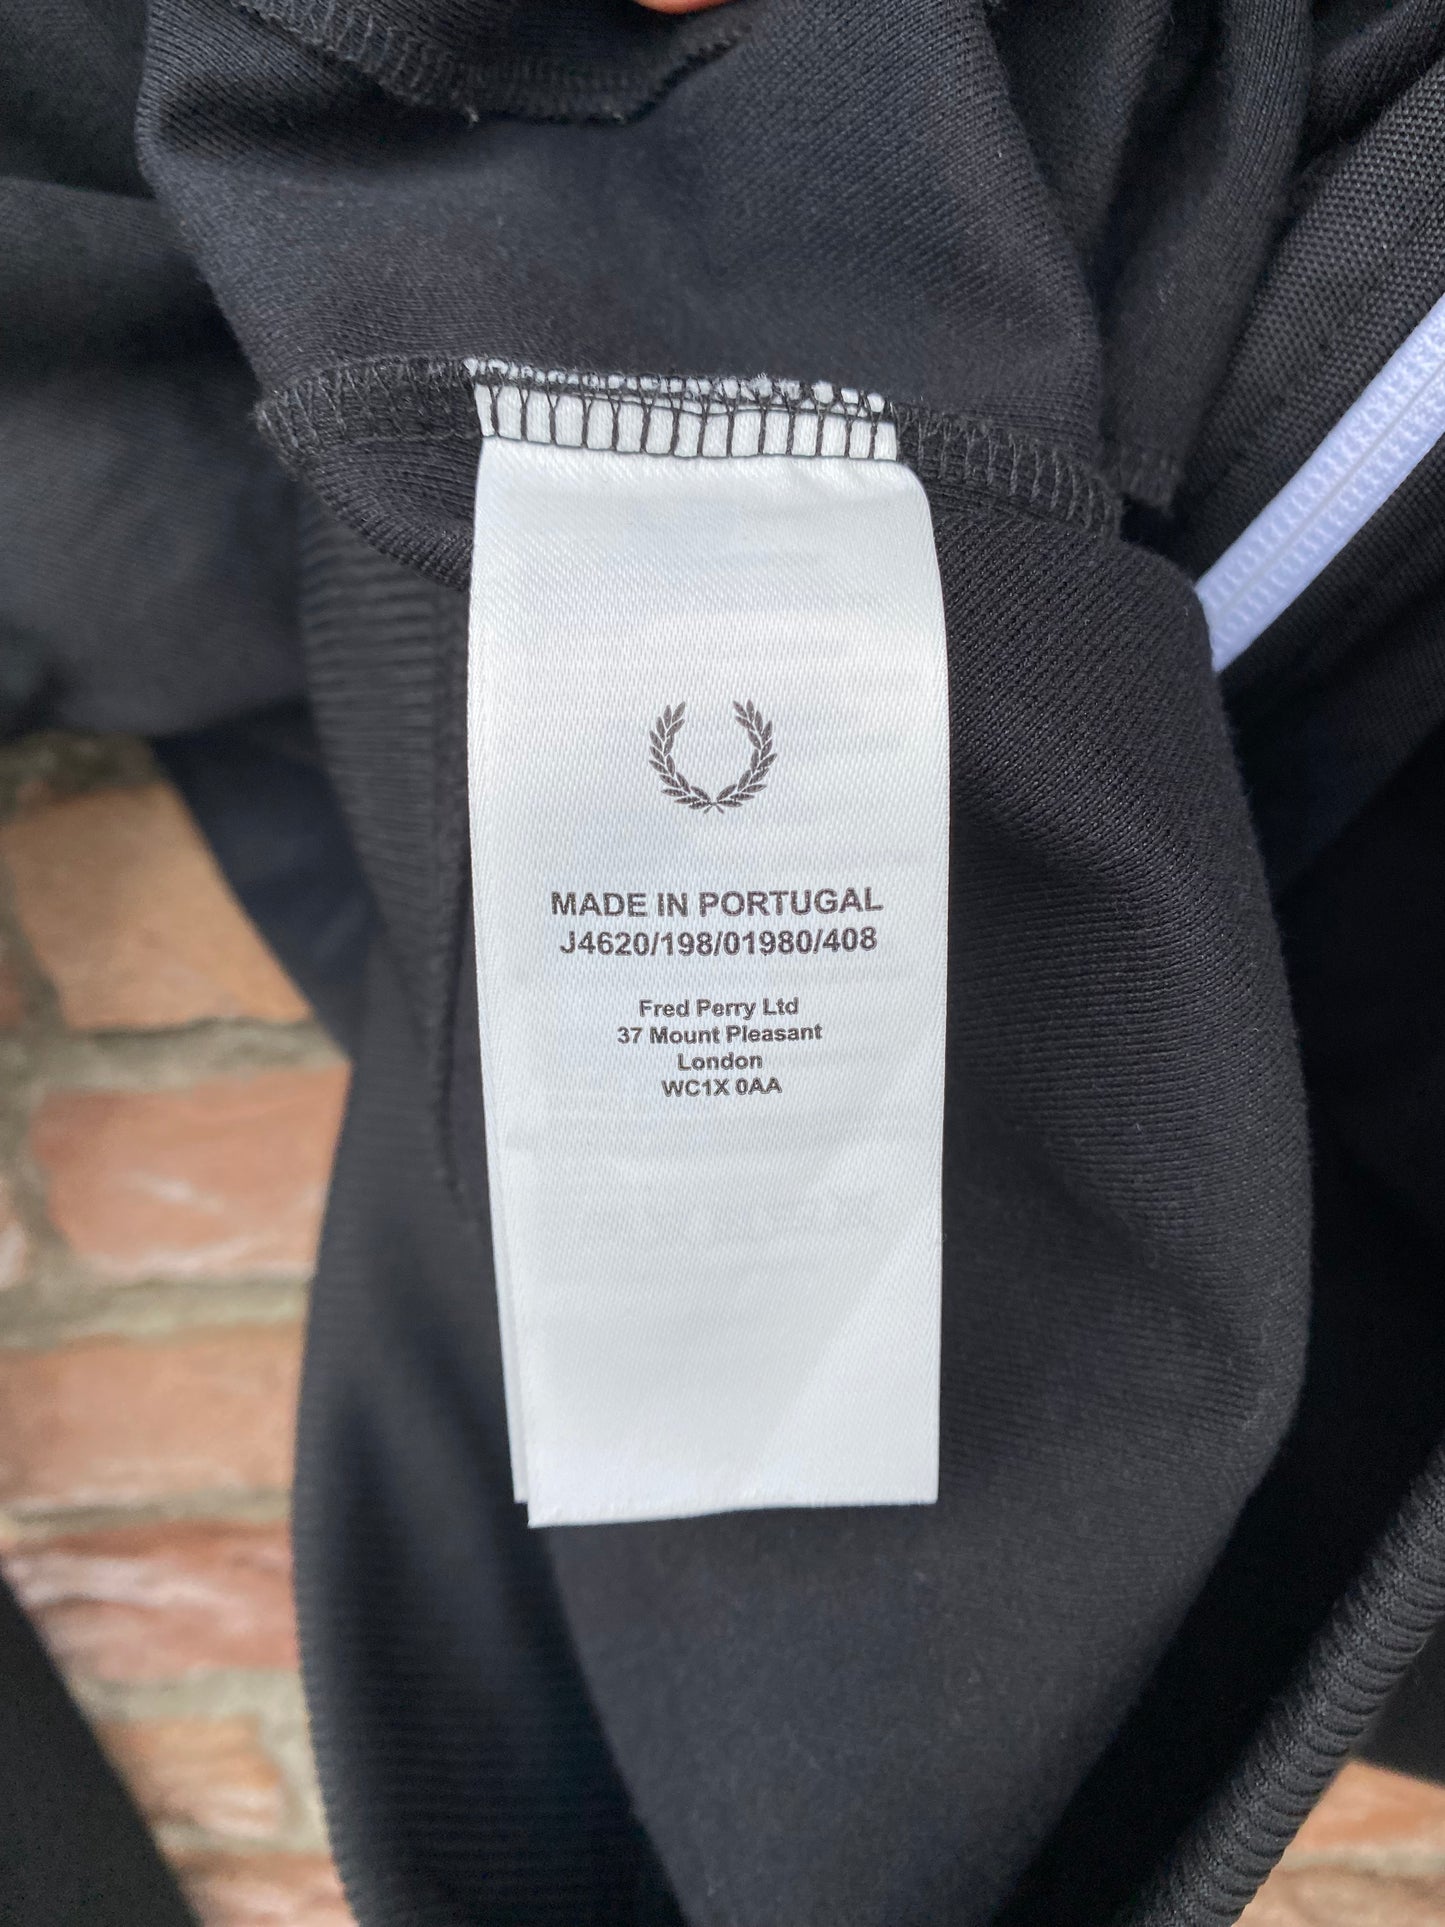 MADE IN PORTUGAL
J4620/198/01980/408
Fred Perry Ltd
37 Mount Pleasant
London
WC1X 0AA